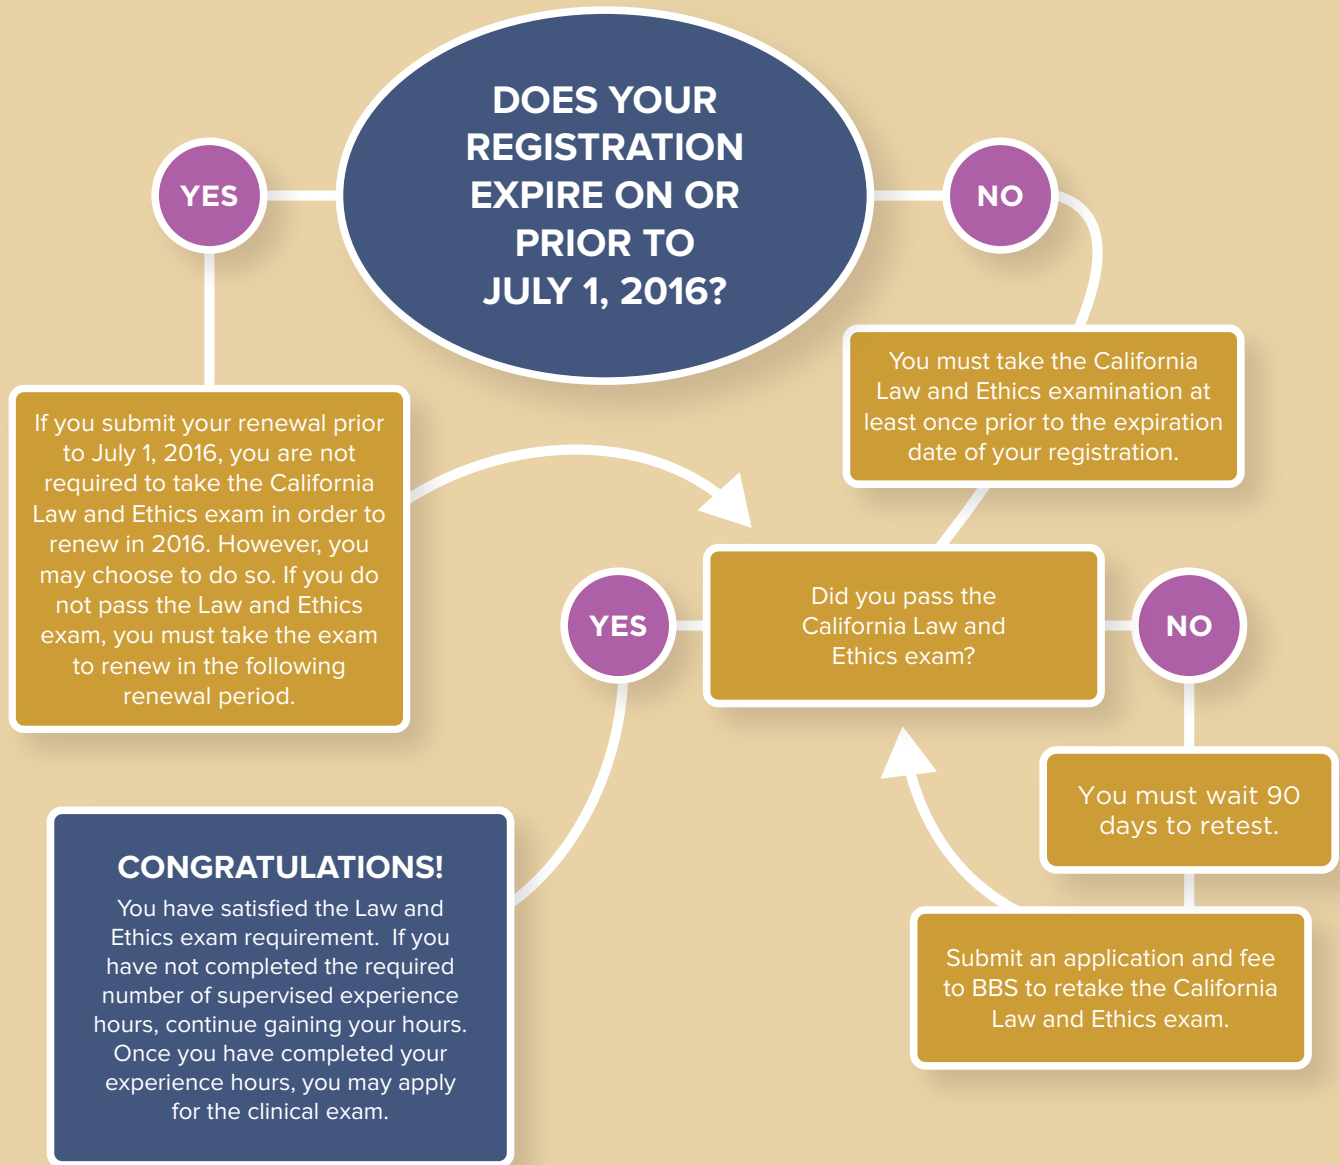 DOES YOUR
REGISTRATION
EXPIRE ON OR
PRIOR TO
JULY 1, 2016?
YES
NO
If you submit your renewal prior
to July 1, 2016, you are not
required to take the California
Law and Ethics exam in order to
renew in 2016. However, you
may choose to do so. If you do
not pass the Law and Ethics
exam, you must take the exam
to renew in the following
renewal period.
You must take the California
Law and Ethics examination at
least once prior to the expiration
date of your registration.
Did you pass the
California Law and
Ethics exam?
YES
NO
You must wait 90
days to retest.
Submit an application and fee
to BBS to retake the California
Law and Ethics exam.
CONGRATULATIONS!
You have satisfied the Law and
Ethics exam requirement.  If you
have not completed the required
number of supervised experience
hours, continue gaining your hours.
Once you have completed your
experience hours, you may apply
for the clinical exam.